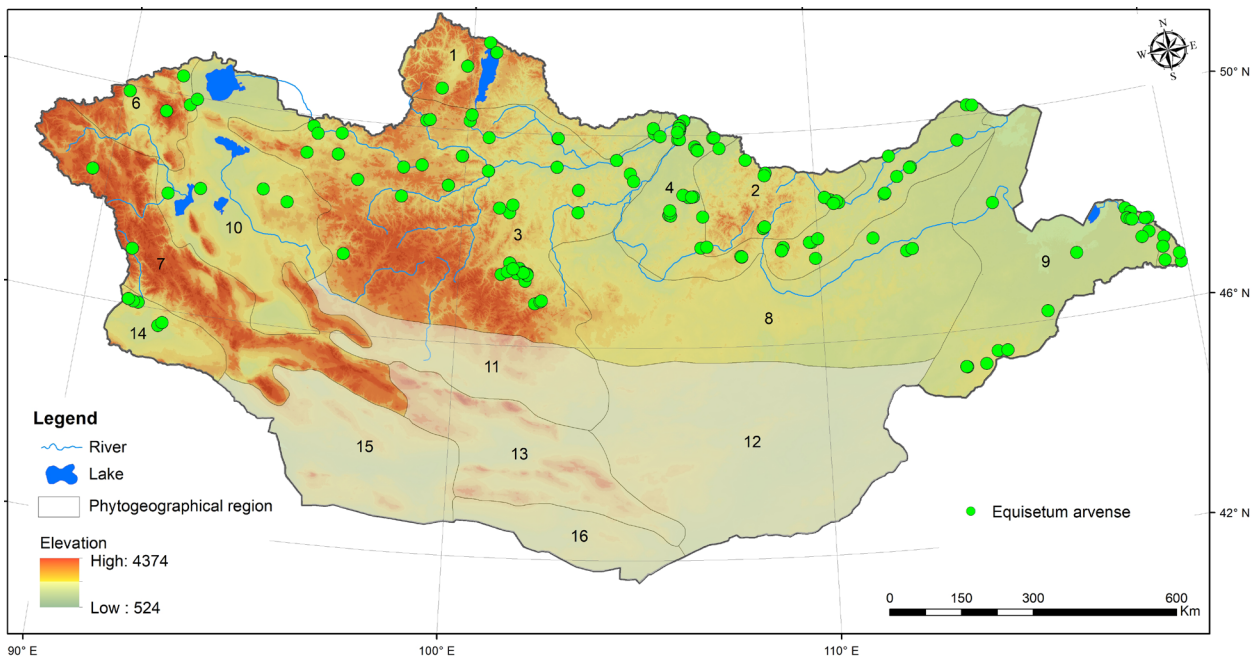 N
W E
S
50° N
1
6
4
2
10
3
7
9
8
14
46° N
11
12
15
13
16
Legend
River
Lake
Phytogeographical region
Elevation
High: 4374
Low : 524
Equisetum arvense
42° N
0 150 300 600
Km
90° E 100° E 110° E